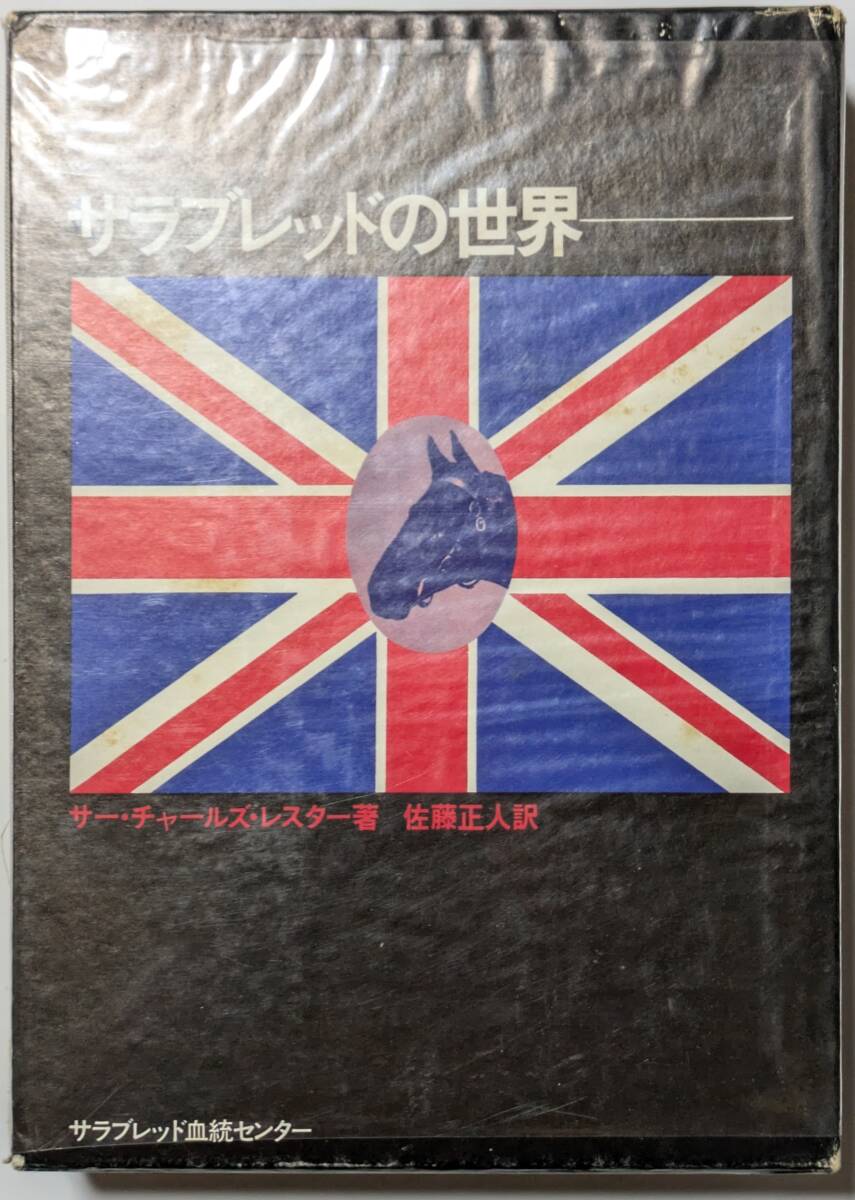 サラブレッドの世界
サー・チャールズ・レスター著 佐藤正人訳
サラブレッド血統センター